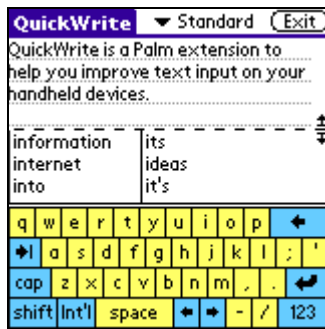 QuickWrite Standard Exit
QuickWrite is a Palm extension to
help you improve text input on your
handheld devices.
information its
internet ideas
into it's
q w e r t y u i o p
a s d f g h j k l ; '
cap z x c v b n m , .
shift Int'l space - / 123